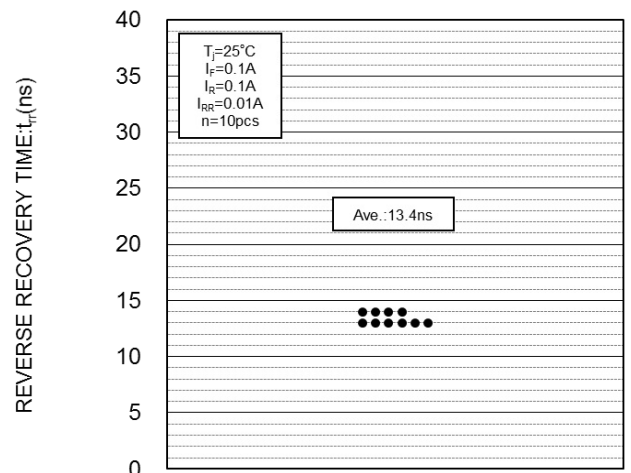 REVERSE RECOVERY TIME:trr(ns)
40
35
30
25
20
15
10
5
0
Tj=25°C
IF=0.1A
IR=0.1A
IRR=0.01A
n=10pcs
Ave.:13.4ns